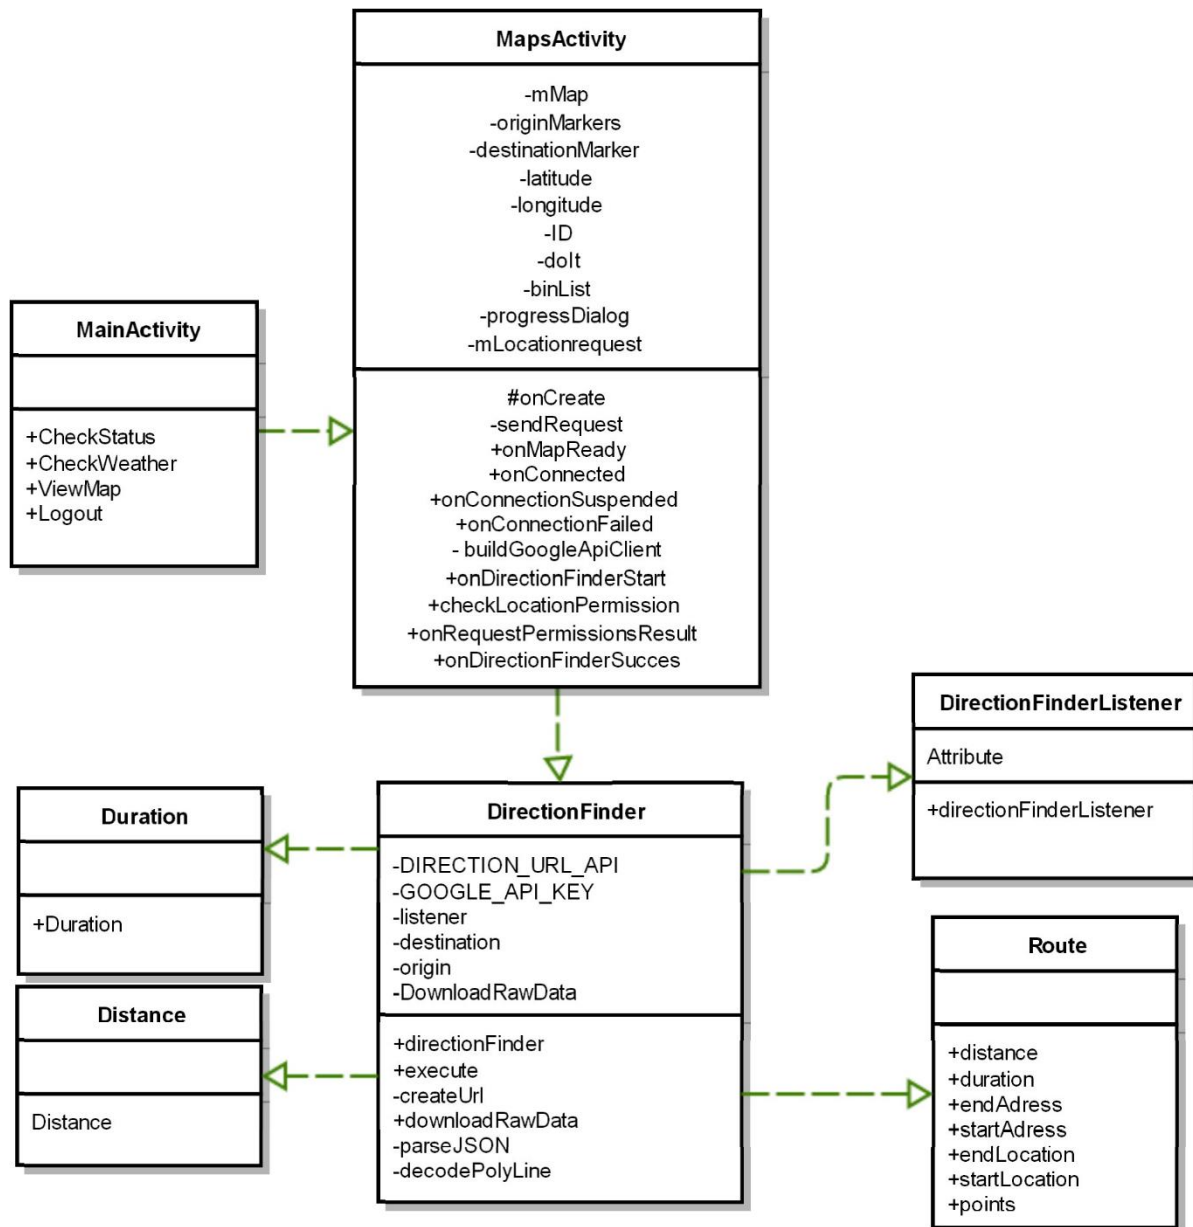 MapsActivity
-mMap
-originMarkers
-destinationMarker
-latitude
-longitude
-ID
-doIt
-binList
-progressDialog
-mLocationrequest
#onCreate
-sendRequest
+onMapReady
+onConnected
+onConnectionSuspended
+onConnectionFailed
- buildGoogleApiClient
+onDirectionFinderStart
+checkLocationPermission
+onRequestPermissionsResult
+onDirectionFinderSucces
MainActivity
+CheckStatus
+CheckWeather
+ViewMap
+Logout
DirectionFinderListener
Attribute
+directionFinderListener
Duration
+Duration
DirectionFinder
-DIRECTION_URL_API
-GOOGLE_API_KEY
-listener
-destination
-origin
-DownloadRawData
+directionFinder
+execute
-createUrl
+downloadRawData
-parseJSON
-decodePolyLine
Distance
Distance
Route
+distance
+duration
+endAdress
+startAdress
+endLocation
+startLocation
+points